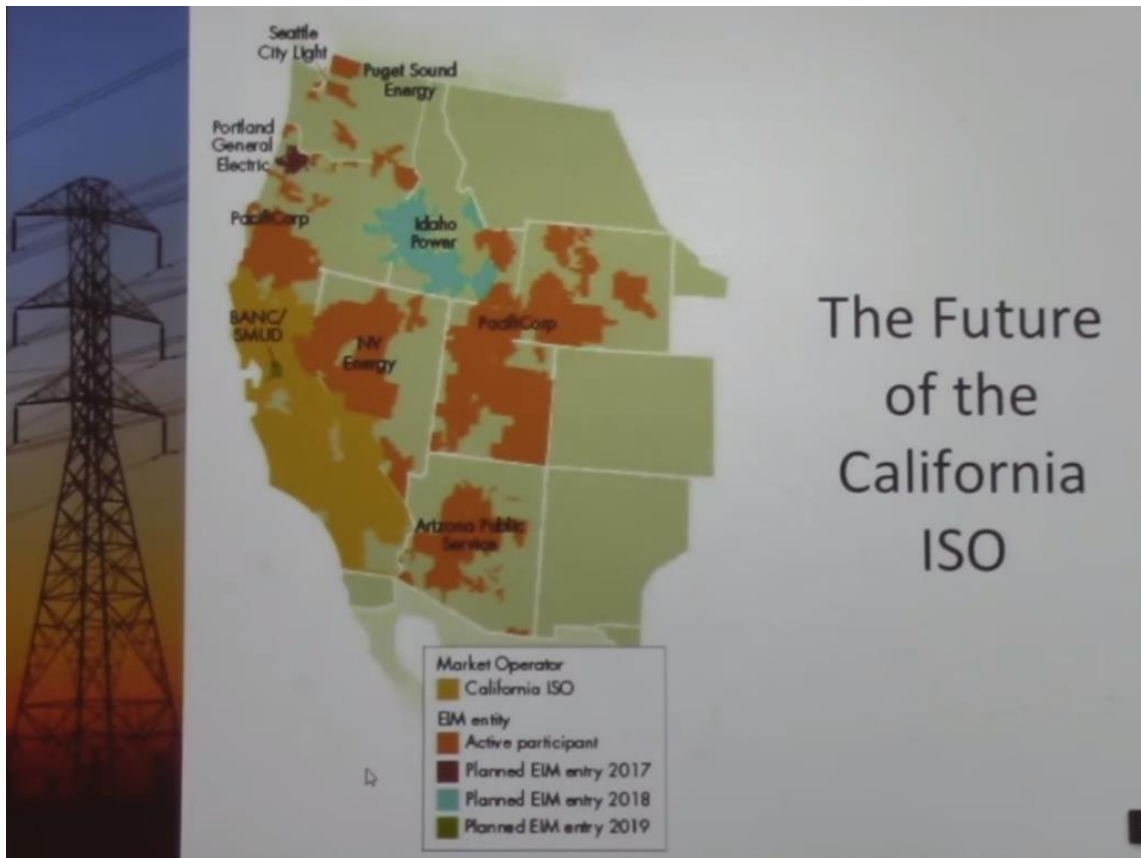 Seattle
City Light
Puget Sound
Energy
Portland
General
Electric
PacifiCorp
Idaho
Power
BANC/
SMUD
NV
Energy
PacifiCorp
Arizona Public
Service
The Future
of the
California
ISO
Market Operator
California ISO
EIM entity
Active participant
Planned EIM entry 2017
Planned EIM entry 2018
Planned EIM entry 2019